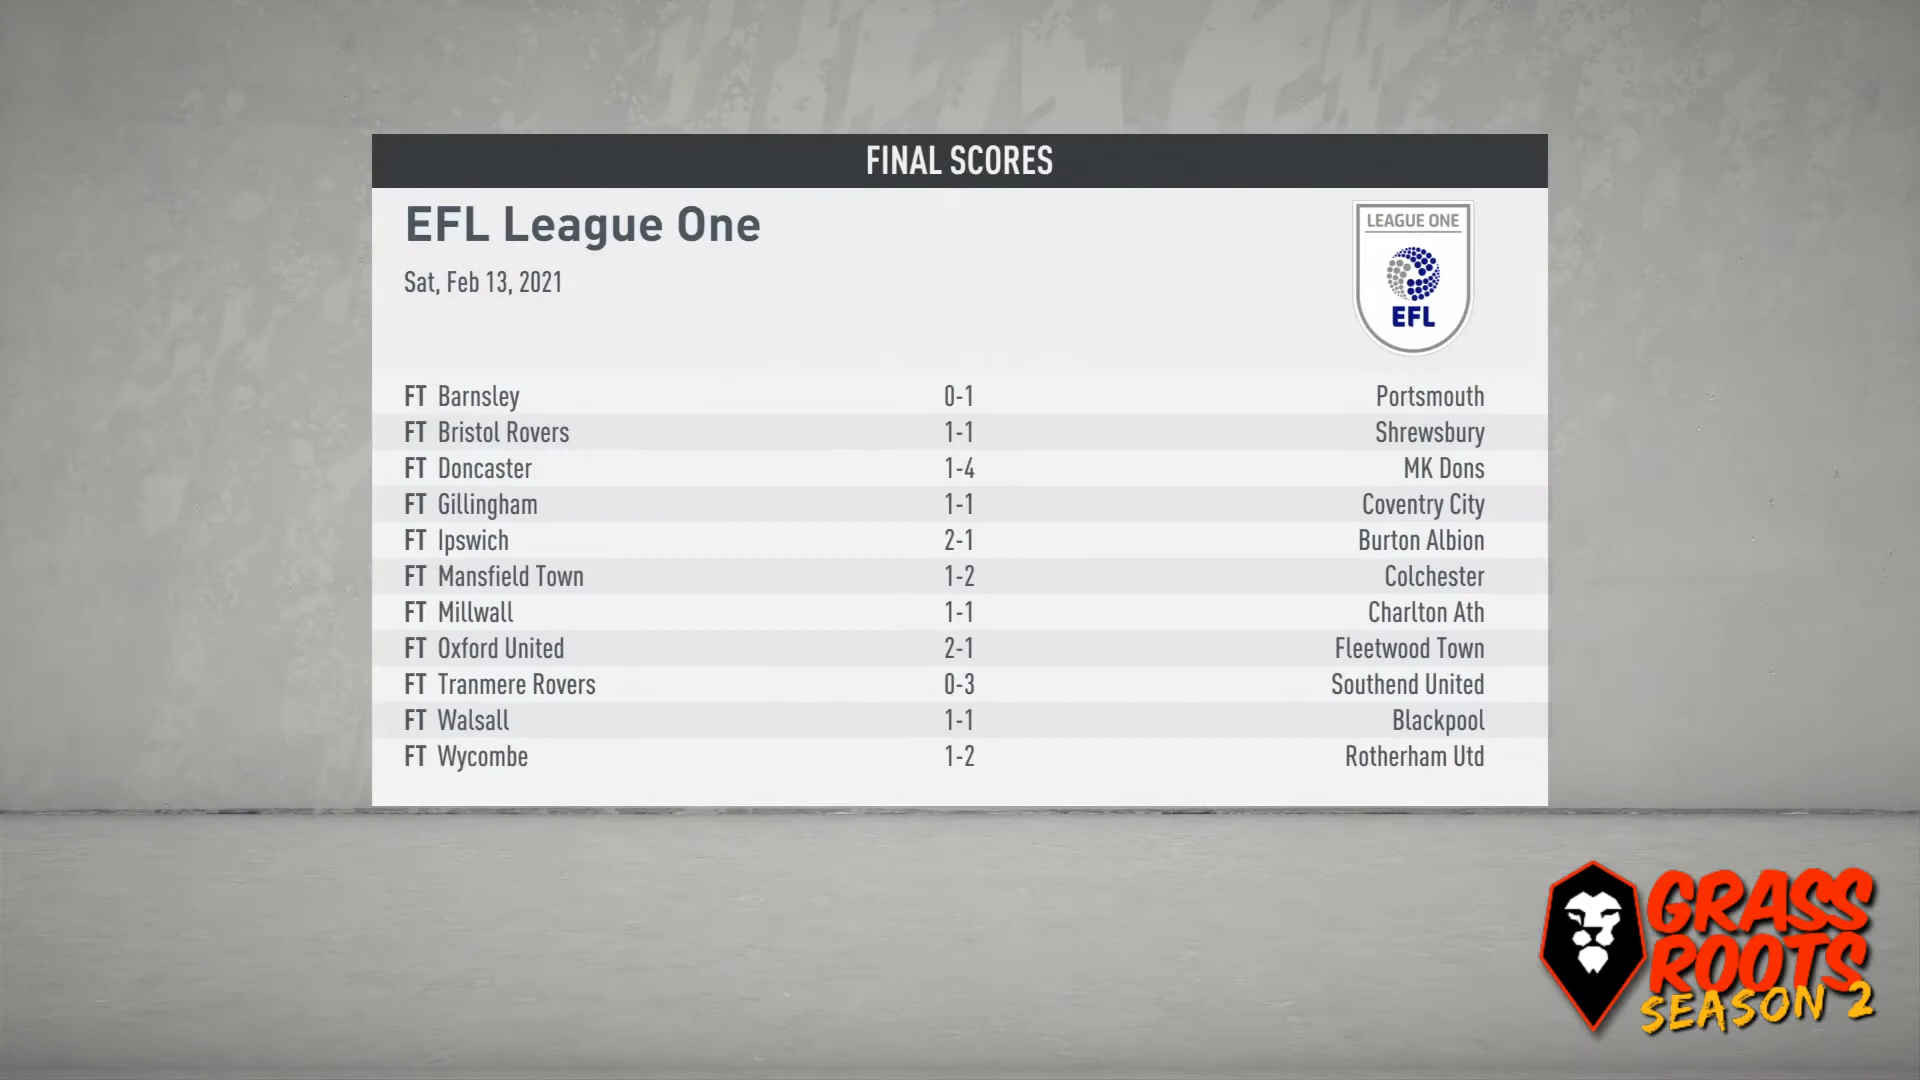 FINAL SCORES
EFL League One
Sat, Feb 13, 2021
LEAGUE ONE
EFL
FT Barnsley 0-1 Portsmouth
FT Bristol Rovers 1-1 Shrewsbury
FT Doncaster 1-4 MK Dons
FT Gillingham 1-1 Coventry City
FT Ipswich 2-1 Burton Albion
FT Mansfield Town 1-2 Colchester
FT Millwall 1-1 Charlton Ath
FT Oxford United 2-1 Fleetwood Town
FT Tranmere Rovers 0-3 Southend United
FT Walsall 1-1 Blackpool
FT Wycombe 1-2 Rotherham Utd
GRASS
ROOTS
SEASON 2